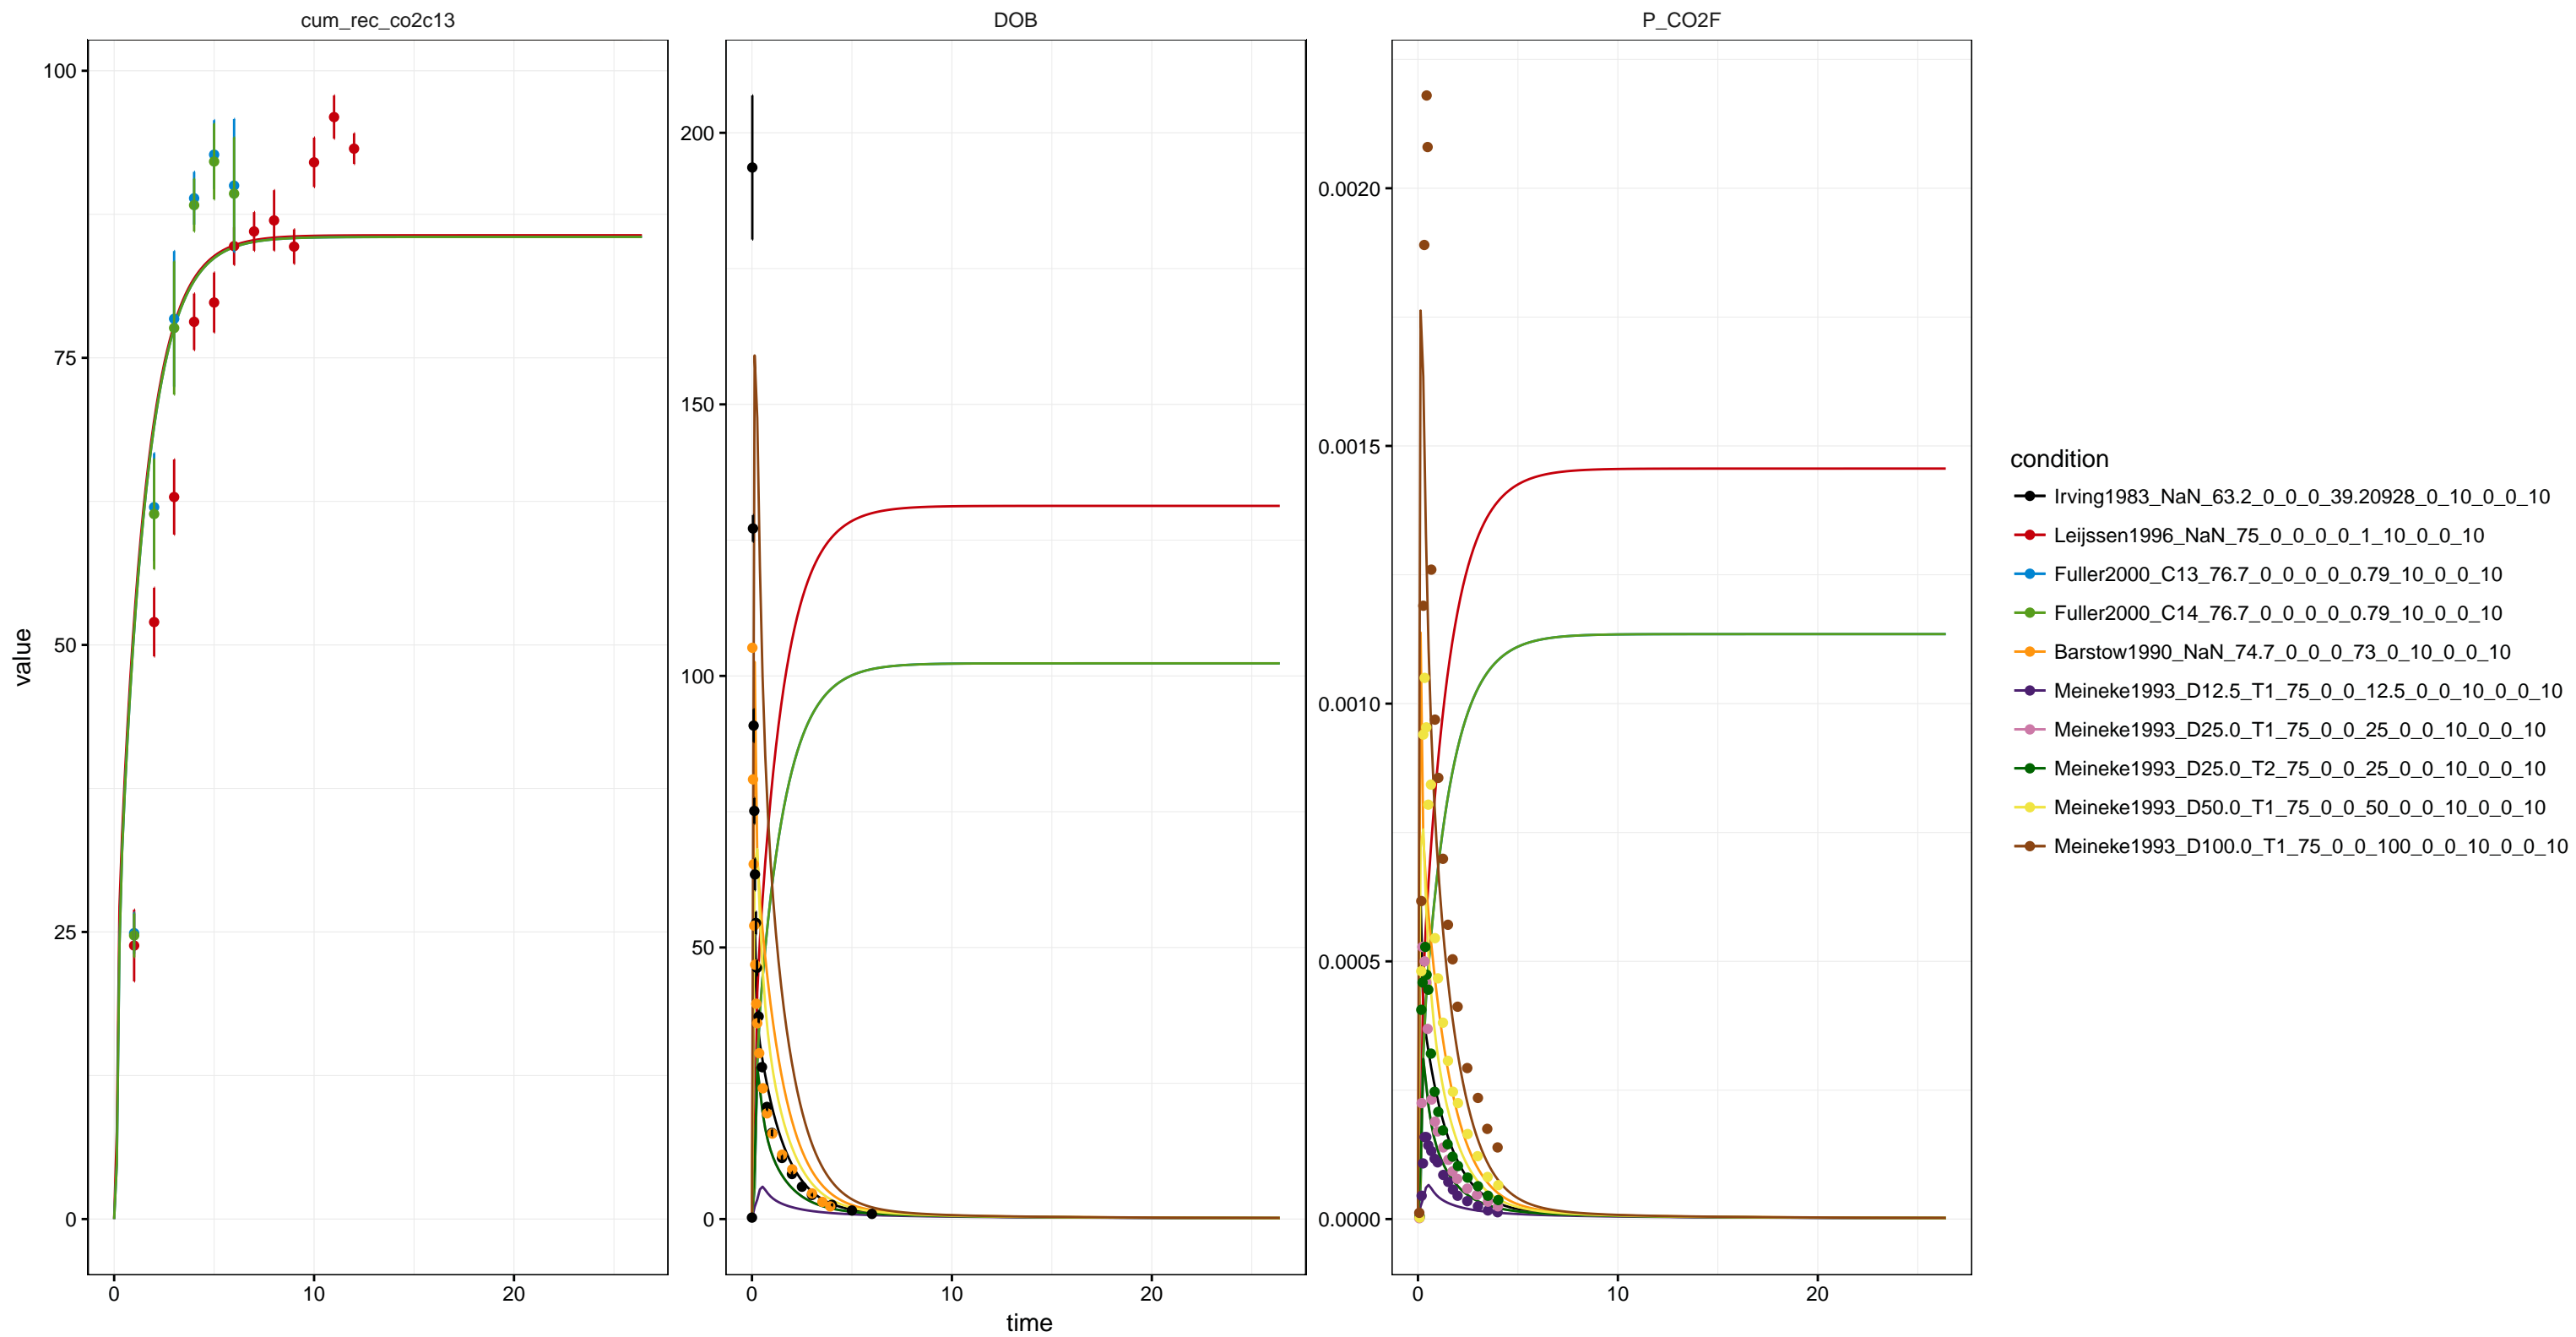 cum_rec_co2c13
DOB
P_CO2F
value
100
75
50
25
0
200
150
100
50
0
0.0020
0.0015
0.0010
0.0005
0.0000
0 10 20
0 10 20
0 10 20
time
condition
Irving1983_NaN_63.2_0_0_0_39.20928_0_10_0_0_10
Leijssen1996_NaN_75_0_0_0_0_1_10_0_0_10
Fuller2000_C13_76.7_0_0_0_0_0.79_10_0_0_10
Fuller2000_C14_76.7_0_0_0_0_0.79_10_0_0_10
Barstow1990_NaN_74.7_0_0_0_73_0_10_0_0_10
Meineke1993_D12.5_T1_75_0_0_12.5_0_0_10_0_0_10
Meineke1993_D25.0_T1_75_0_0_25_0_0_10_0_0_10
Meineke1993_D25.0_T2_75_0_0_25_0_0_10_0_0_10
Meineke1993_D50.0_T1_75_0_0_50_0_0_10_0_0_10
Meineke1993_D100.0_T1_75_0_0_100_0_0_10_0_0_10